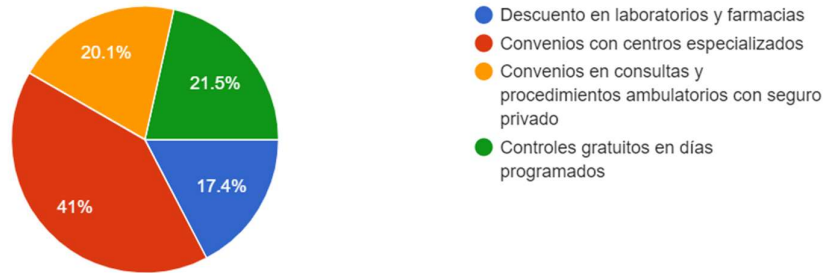 20.1%
21.5%
17.4%
41%
Descuento en laboratorios y farmacias
Convenios con centros especializados
Convenios en consultas y
procedimientos ambulatorios con seguro
privado
Controles gratuitos en días
programados